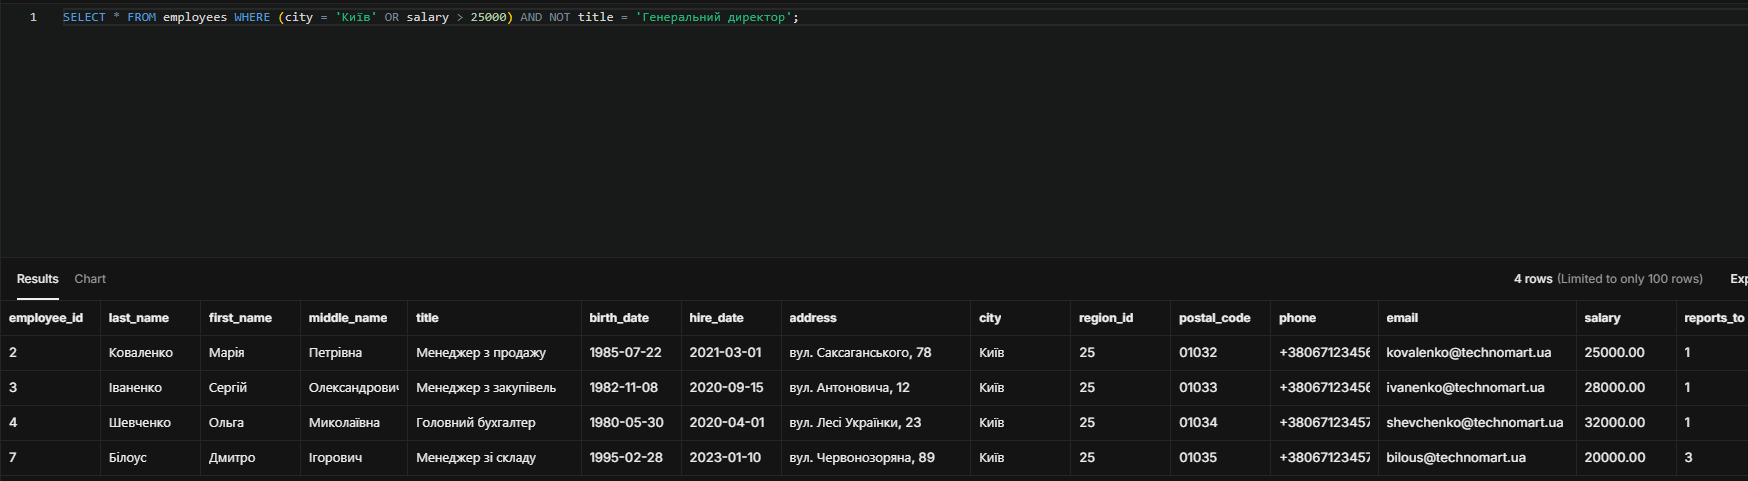 1 SELECT * FROM employees WHERE (city = 'Київ' OR salary > 25000) AND NOT title = 'Генеральний директор';
Results Chart 4 rows (Limited to only 100 rows) Exp
employee_id last_name first_name middle_name title birth_date hire_date address city region_id postal_code phone email salary reports_to
2 Коваленко Марія Петрівна Менеджер з продажу 1985-07-22 2021-03-01 вул. Саксаганського, 78 Київ 25 01032 +38067123456 kovalenko@technomart.ua 25000.00 1
3 Іваненко Сергій Олександрович Менеджер з закупівель 1982-11-08 2020-09-15 вул. Антоновича, 12 Київ 25 01033 +38067123456 ivanenko@technomart.ua 28000.00 1
4 Шевченко Ольга Миколаївна Головний бухгалтер 1980-05-30 2020-04-01 вул. Лесі Українки, 23 Київ 25 01034 +38067123457 shevchenko@technomart.ua 32000.00 1
7 Білоус Дмитро Ігорович Менеджер зі складу 1995-02-28 2023-01-10 вул. Червонозоряна, 89 Київ 25 01035 +38067123457 bilous@technomart.ua 20000.00 3